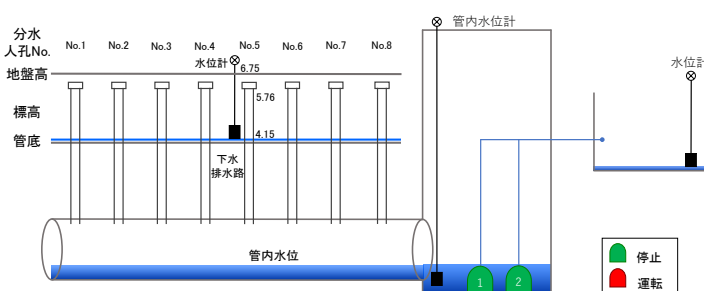 管内水位計
分水
人孔No.
No.1 No.2 No.3 No.4 No.5 No.6 No.7 No.8
水位計
水位計
地盤高
6.75
5.76
標高
管底
4.15
下水
排水路
管内水位
1 2
停止
運転